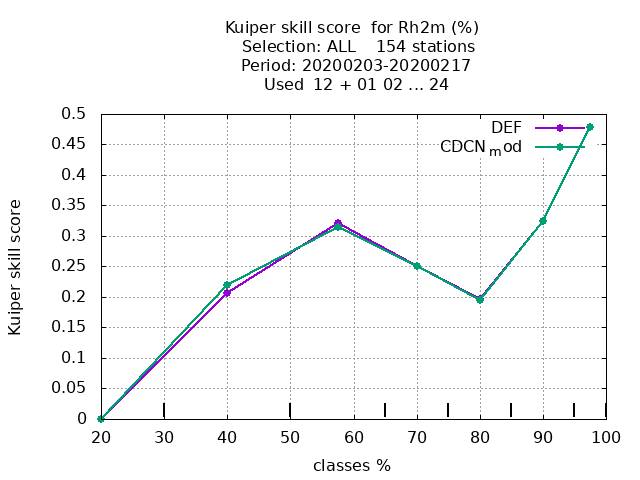 Kuiper skill score  for Rh2m (%)
Selection: ALL    154 stations
Period: 20200203-20200217
Used  12 + 01 02 ... 24
0.5
0.45
0.4
0.35
0.3
0.25
0.2
0.15
0.1
0.05
0
Kuiper skill score
DEF
CDCNmod
20 30 40 50 60 70 80 90 100
classes %